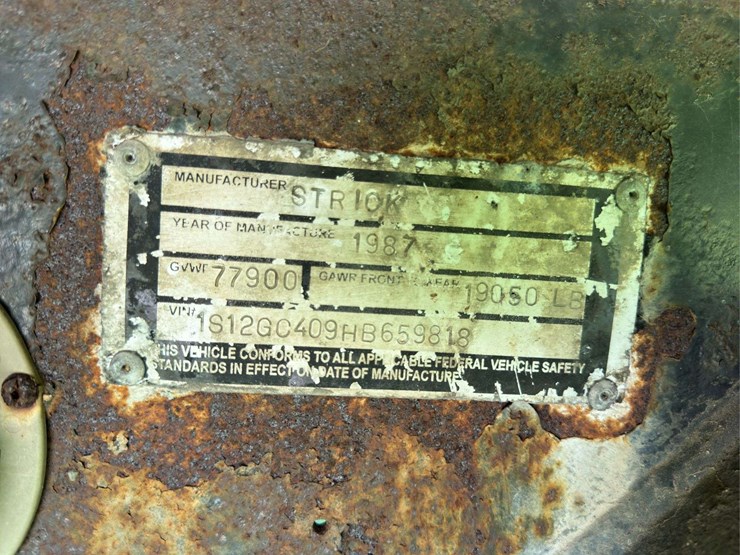 MANUFACTURER STRICK
YEAR OF MANUFACTURE 1987
GVWR 77900 GAWR FRONT & REAR 19050 LB
VIN# 1S12GC409HB659818
THIS VEHICLE CONFORMS TO ALL APPLICABLE FEDERAL VEHICLE SAFETY
STANDARDS IN EFFECT ON DATE OF MANUFACTURE